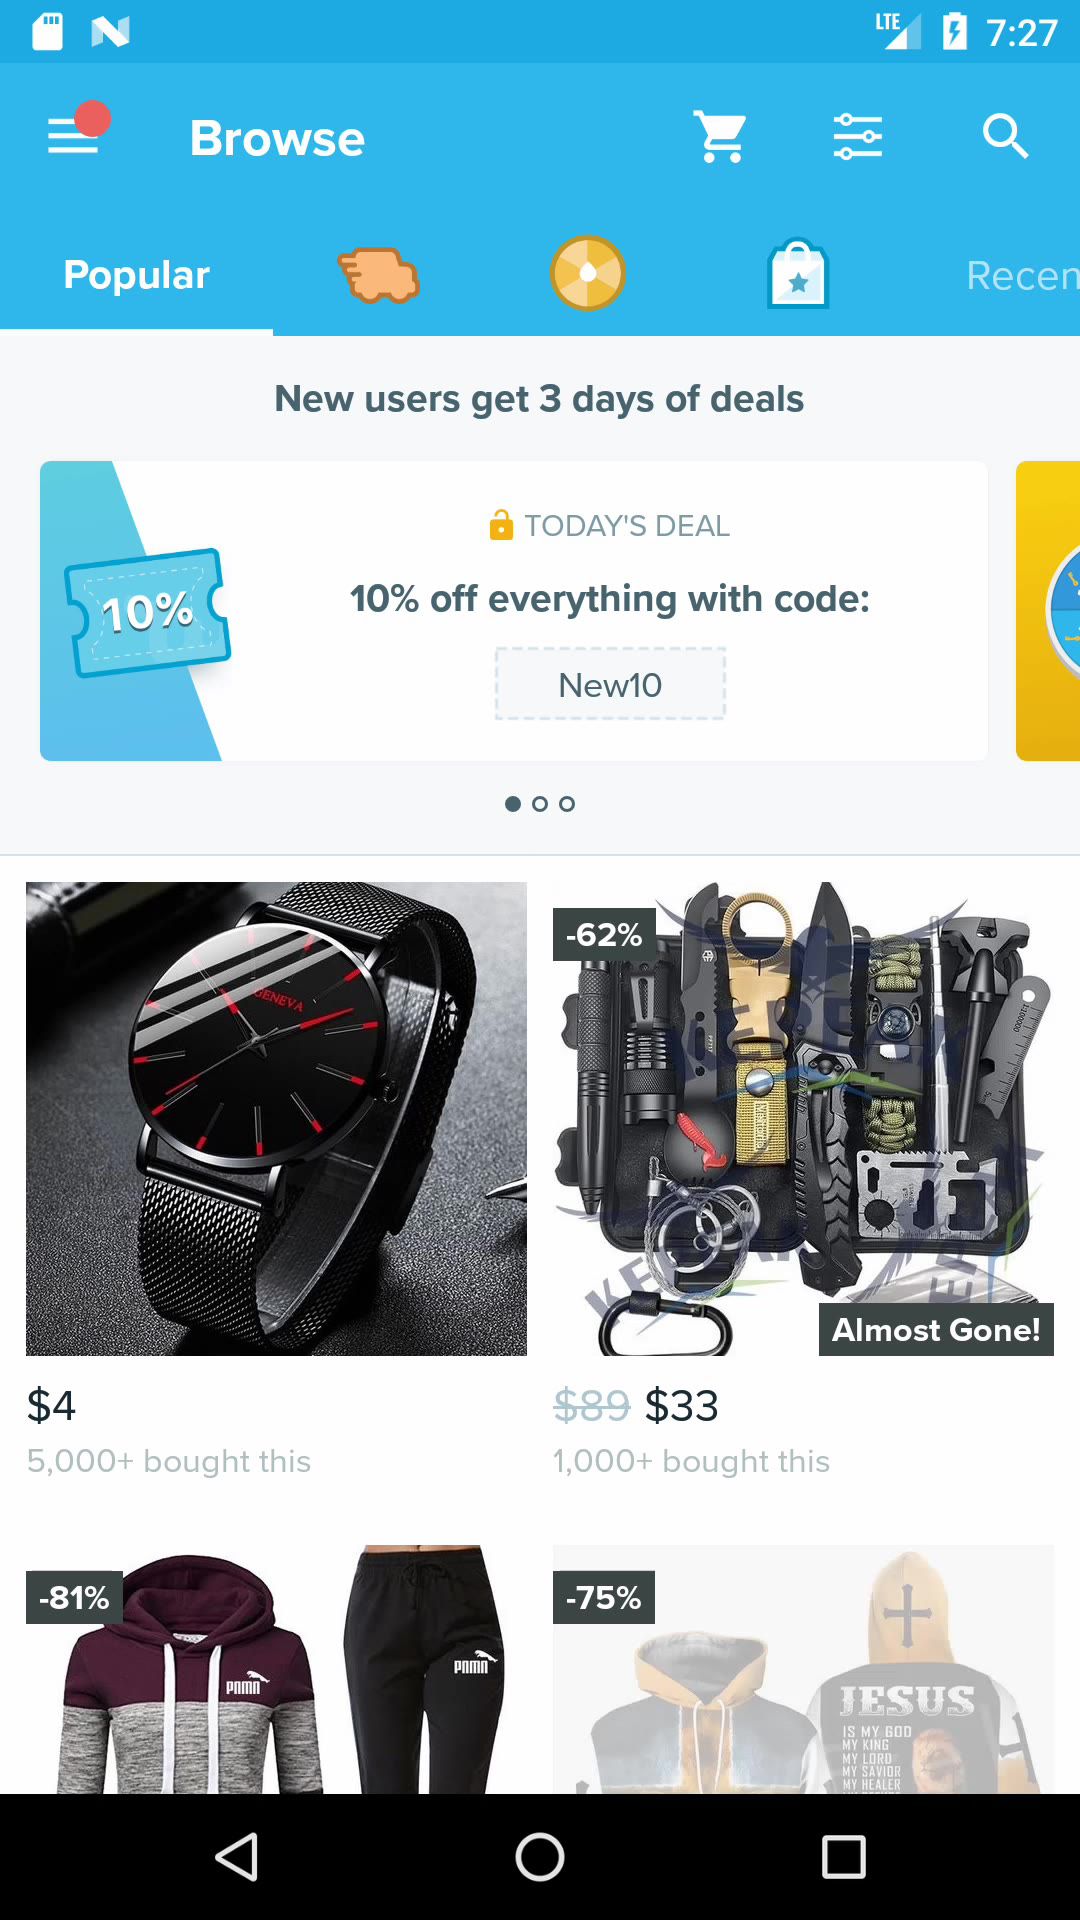 LTE 7:27
Browse
Popular
Recen
New users get 3 days of deals
TODAY'S DEAL
10%
10% off everything with code:
New10
GENEVA
-62%
Almost Gone!
$4
$89 $33
5,000+ bought this
1,000+ bought this
-81%
-75%
PNMN
PNMN
JESUS
IS MY GOD
MY KING
MY LORD
MY SAVIOR
MY HEALER